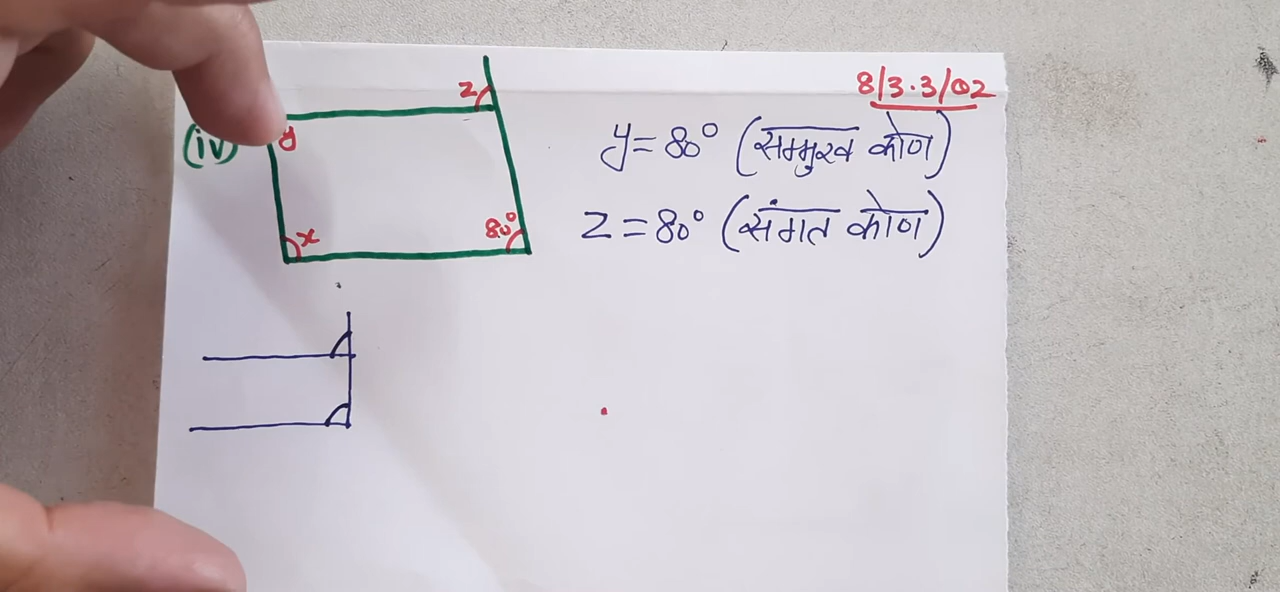 8/3.3/02
(iv)
z
y
y = 80° (सम्मुख कोण)
x
80°
z = 80° (संगत कोण)